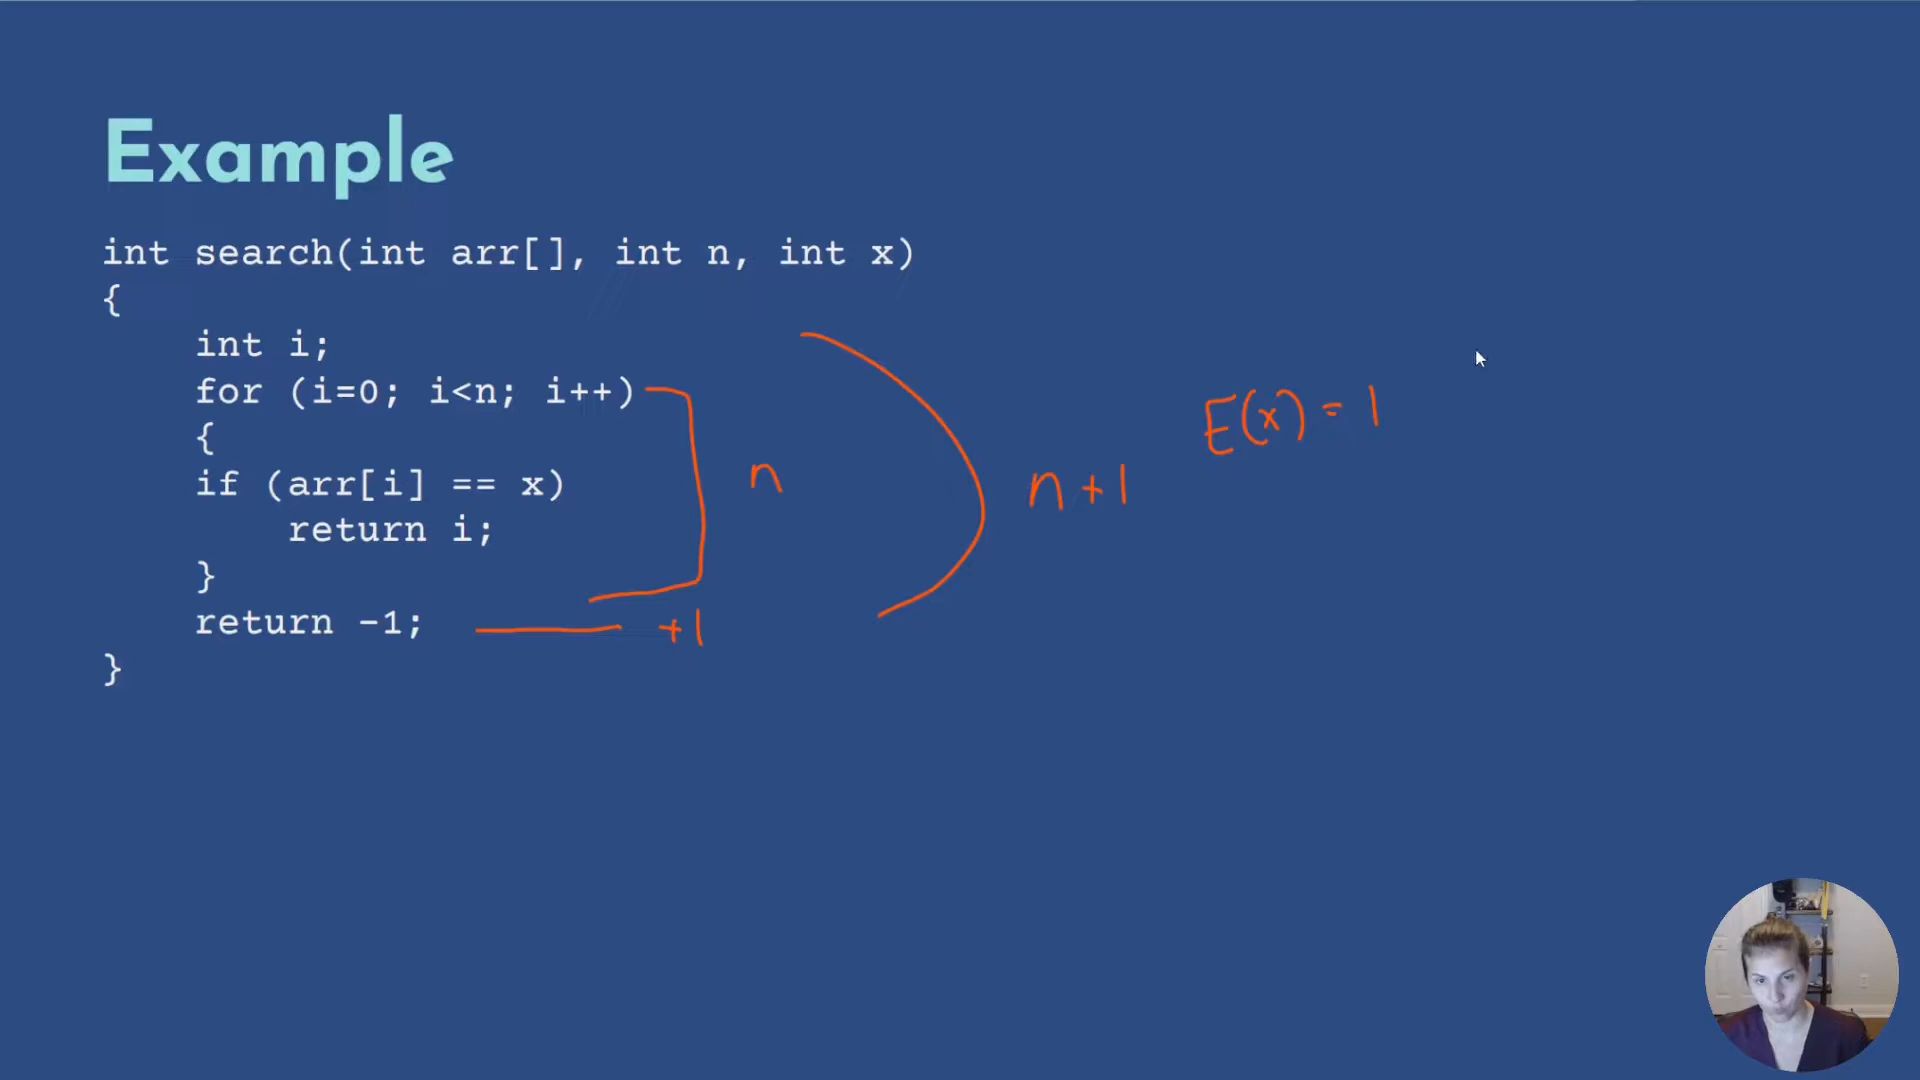 Example
int search(int arr[], int n, int x)
{
int i;
for (i=0; i<n; i++)
{
if (arr[i] == x)
return i;
}
return -1;
}
n
+1
n+1
E(x) = 1